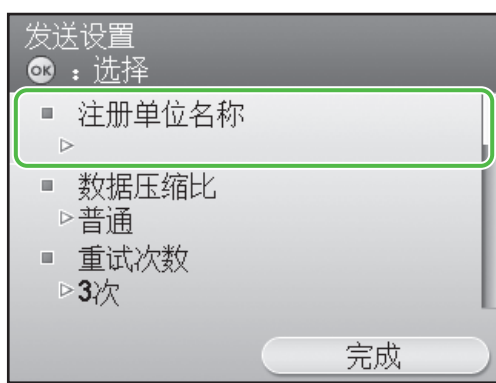 发送设置
OK：选择
注册单位名称
数据压缩比
普通
重试次数
3次
完成